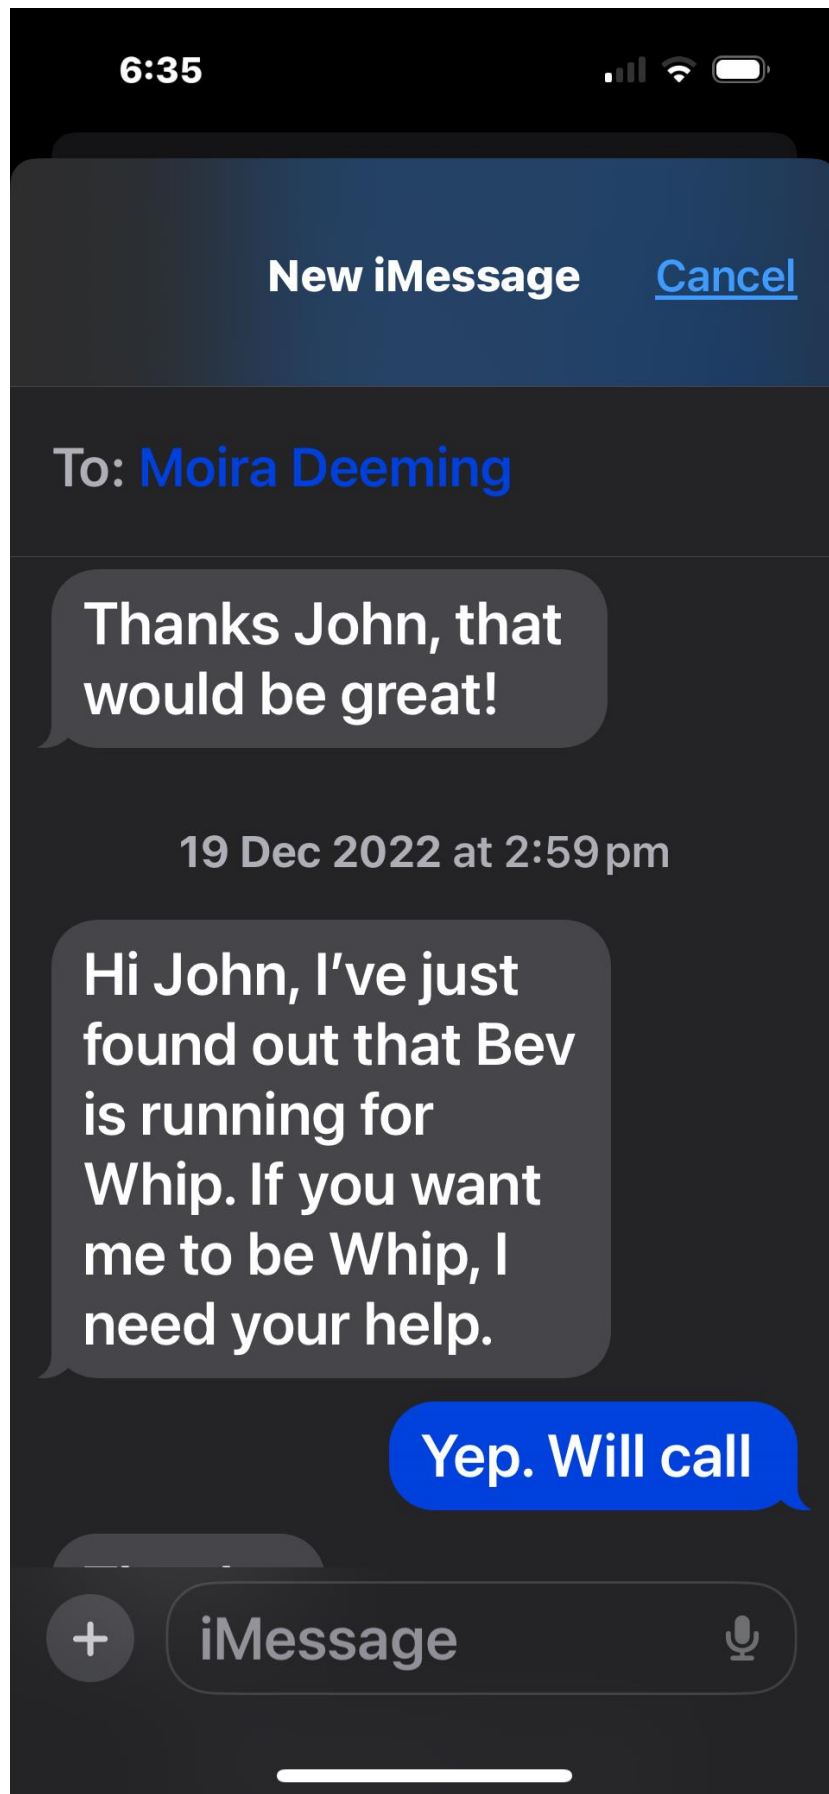 6:35
New iMessage Cancel
To: Moira Deeming
Thanks John, that
would be great!
19 Dec 2022 at 2:59 pm
Hi John, I’ve just
found out that Bev
is running for
Whip. If you want
me to be Whip, I
need your help.
Yep. Will call
iMessage